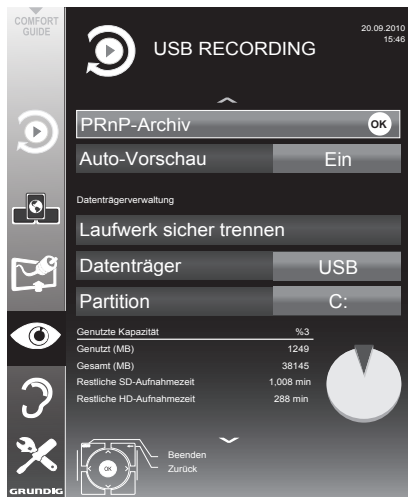 COMFORT
GUIDE
USB RECORDING
20.09.2010
15:46
PRnP-Archiv OK
Auto-Vorschau Ein
Datenträgerverwaltung
Laufwerk sicher trennen
Datenträger USB
Partition C:
Genutzte Kapazität %3
Genutzt (MB) 1249
Gesamt (MB) 38145
Restliche SD-Aufnahmezeit 1,008 min
Restliche HD-Aufnahmezeit 288 min
OK
Beenden
Zurück
GRUNDIG